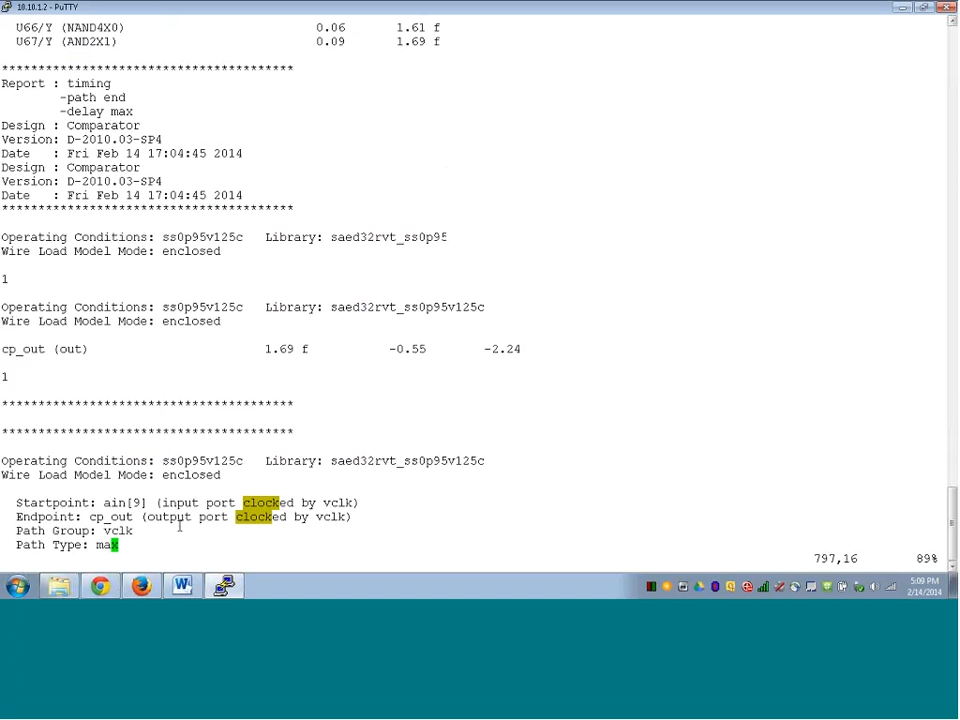 10.10.1.2 - PuTTY
U66/Y (NAND4X0) 0.06 1.61 f
U67/Y (AND2X1) 0.09 1.69 f
****************************************
Report : timing
-path end
-delay max
Design : Comparator
Version: D-2010.03-SP4
Date : Fri Feb 14 17:04:45 2014
Design : Comparator
Version: D-2010.03-SP4
Date : Fri Feb 14 17:04:45 2014
****************************************
Operating Conditions: ss0p95v125c Library: saed32rvt_ss0p95
Wire Load Model Mode: enclosed
1
Operating Conditions: ss0p95v125c Library: saed32rvt_ss0p95v125c
Wire Load Model Mode: enclosed
cp_out (out) 1.69 f -0.55 -2.24
1
****************************************
****************************************
Operating Conditions: ss0p95v125c Library: saed32rvt_ss0p95v125c
Wire Load Model Mode: enclosed
Startpoint: ain[9] (input port clocked by vclk)
Endpoint: cp_out (output port clocked by vclk)
Path Group: vclk
Path Type: max
797,16 89%
5:09 PM
2/14/2014